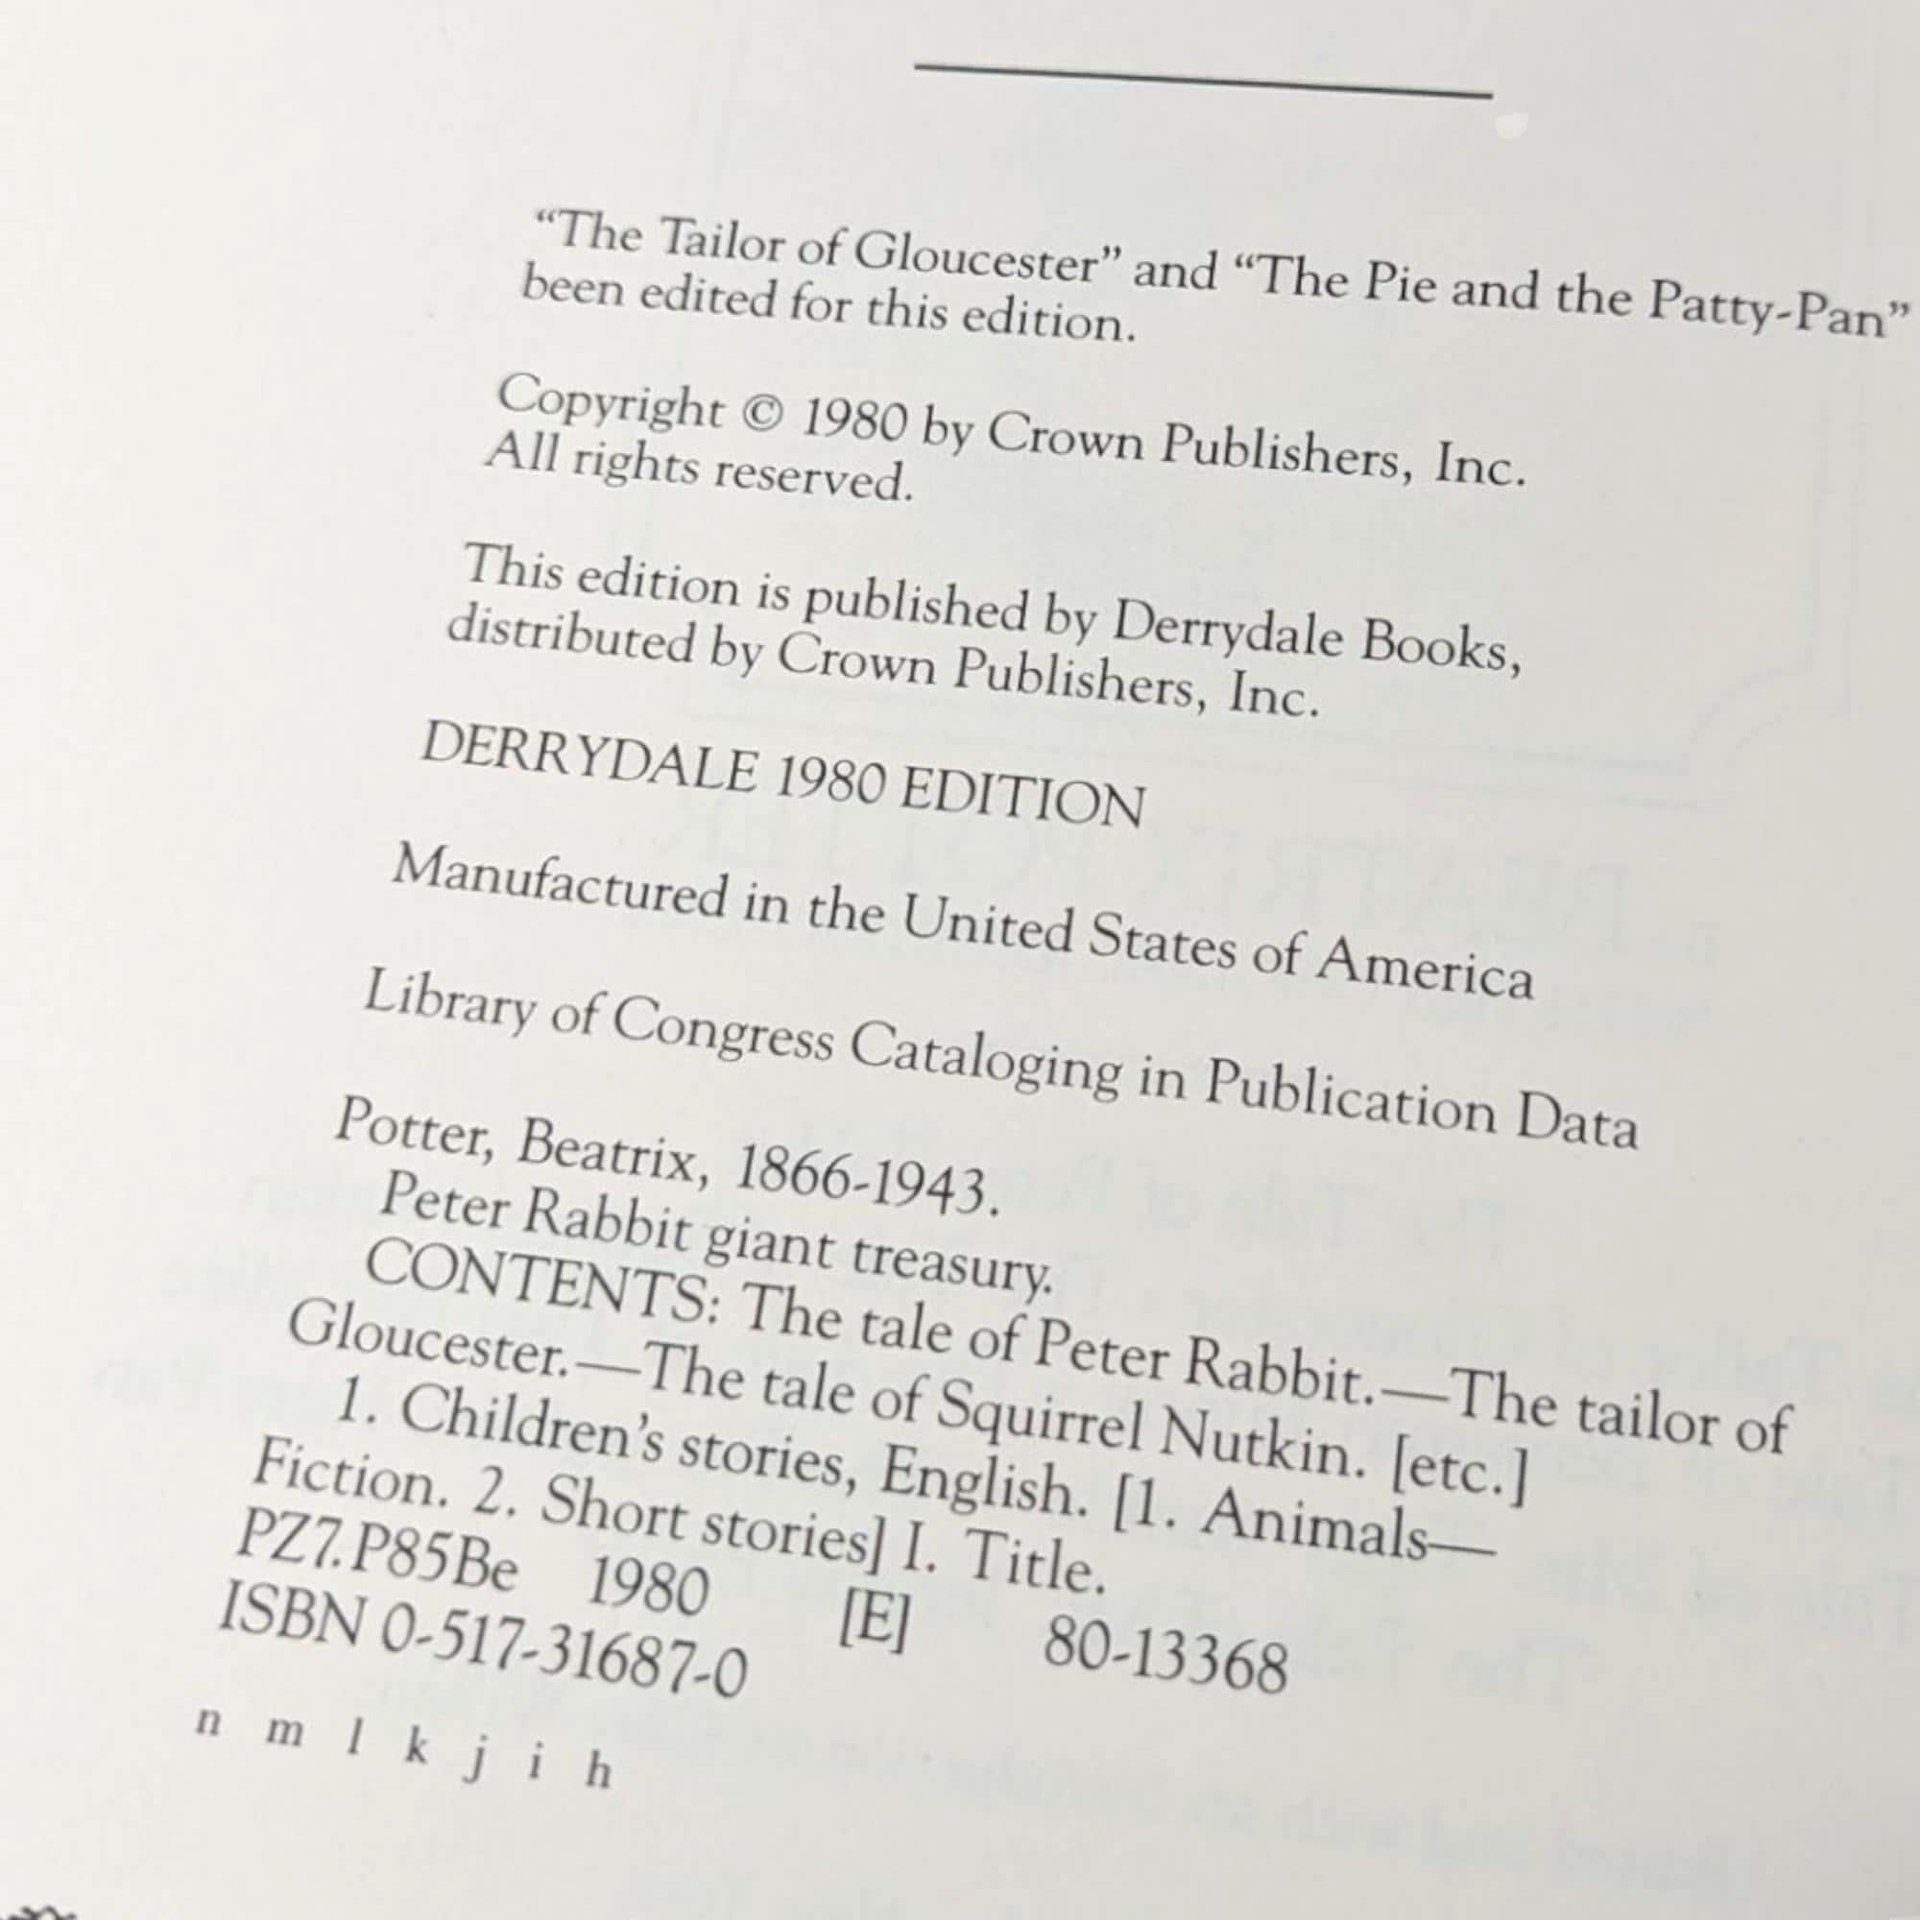 “The Tailor of Gloucester” and “The Pie and the Patty-Pan”
been edited for this edition.
Copyright © 1980 by Crown Publishers, Inc.
All rights reserved.
This edition is published by Derrydale Books,
distributed by Crown Publishers, Inc.
DERRYDALE 1980 EDITION
Manufactured in the United States of America
Library of Congress Cataloging in Publication Data
Potter, Beatrix, 1866-1943.
Peter Rabbit giant treasury.
CONTENTS: The tale of Peter Rabbit.—The tailor of
Gloucester.—The tale of Squirrel Nutkin. [etc.]
1. Children’s stories, English. [1. Animals—
Fiction. 2. Short stories] I. Title.
PZ7.P85Be 1980 [E] 80-13368
ISBN 0-517-31687-0
n m l k j i h